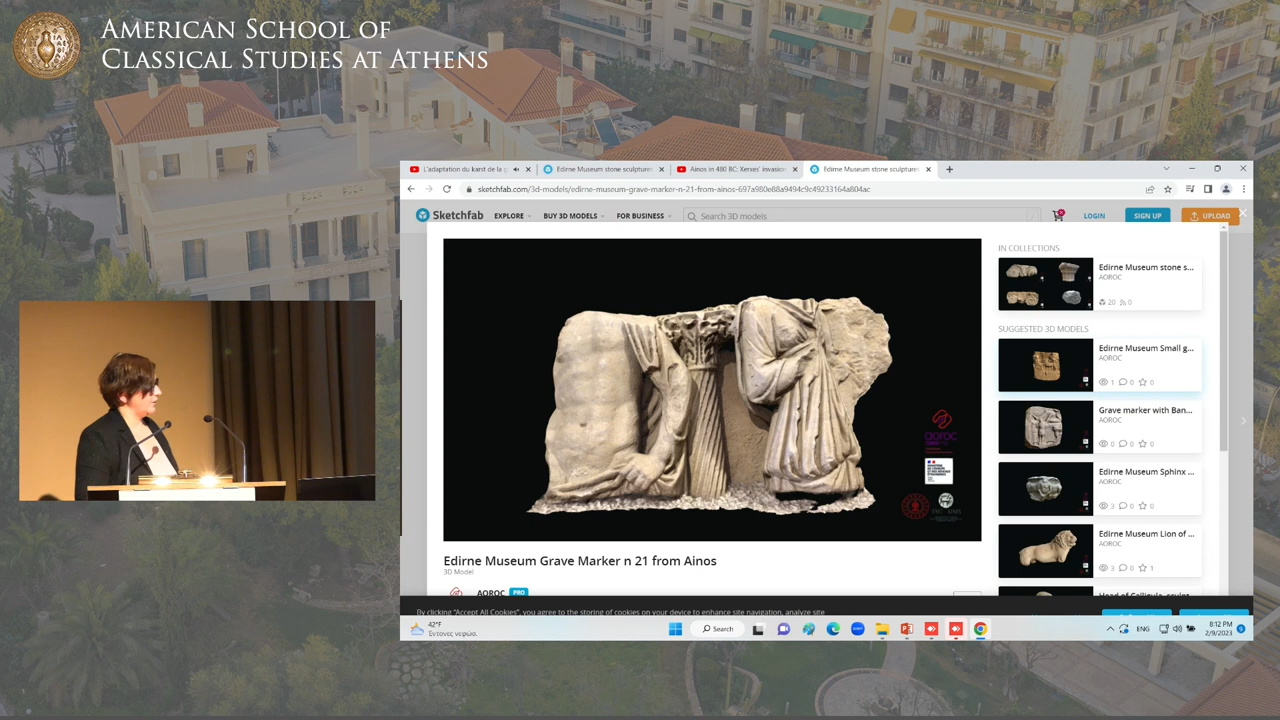 AMERICAN SCHOOL OF
CLASSICAL STUDIES AT ATHENS
L'adaptation du karst de la g
Edirne Museum stone sculptures
Ainos in 480 BC: Xerxes' invasion
Edirne Museum stone sculptures
sketchfab.com/3d-models/edirne-museum-grave-marker-n-21-from-ainos-697a980e88a9494c9c49233164a804ac
Sketchfab
EXPLORE
BUY 3D MODELS
FOR BUSINESS
Search 3D models
LOGIN
SIGN UP
UPLOAD
IN COLLECTIONS
Edirne Museum stone s...
AOROC
20
0
SUGGESTED 3D MODELS
Edirne Museum Small g...
AOROC
1 0 0
Grave marker with Ban...
AOROC
0 0 0
Edirne Museum Sphinx ...
AOROC
3 0 0
Edirne Museum Lion of ...
AOROC
3 0 1
aoroc
Edirne Museum Grave Marker n 21 from Ainos
3D Model
AOROC PRO
By clicking "Accept All Cookies", you agree to the storing of cookies on your device to enhance site navigation, analyze site
42°F
Έντονες νεφώσ.
Search
ENG
8:12 PM
2/9/2023